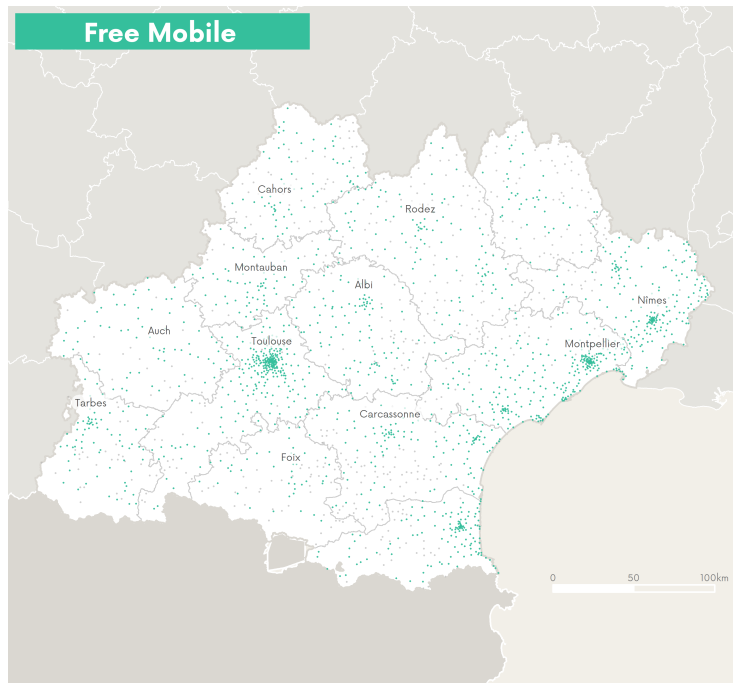 Free Mobile
Cahors
Rodez
Montauban
Albi
Nîmes
Auch
Toulouse
Montpellier
Tarbes
Carcassonne
Foix
0 50 100km